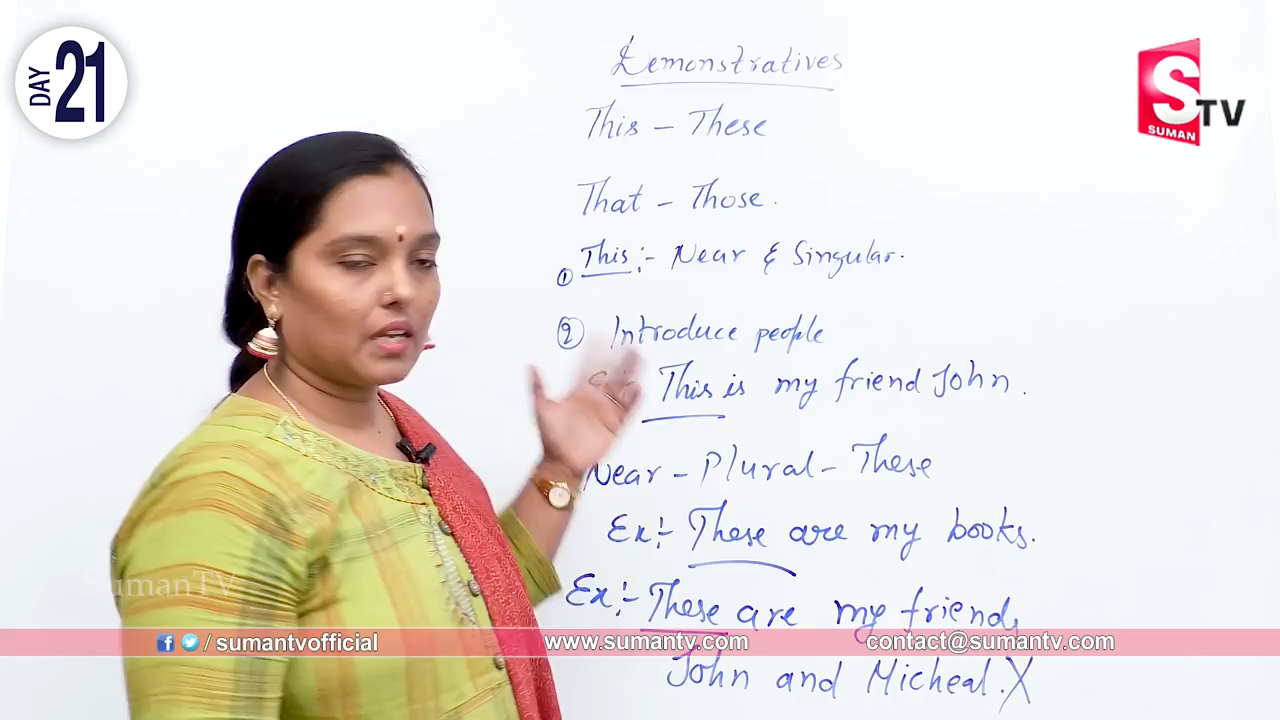 DAY 21
Demonstratives
This - These
That - Those.
① This :- Near & Singular.
② Introduce people
This is my friend John.
Near - Plural - These
Ex:- These are my books.
Ex:- These are my friends
John and Micheal. X
S TV
SUMAN
SumanTV
/ sumantvofficial
www.sumantv.com
contact@sumantv.com